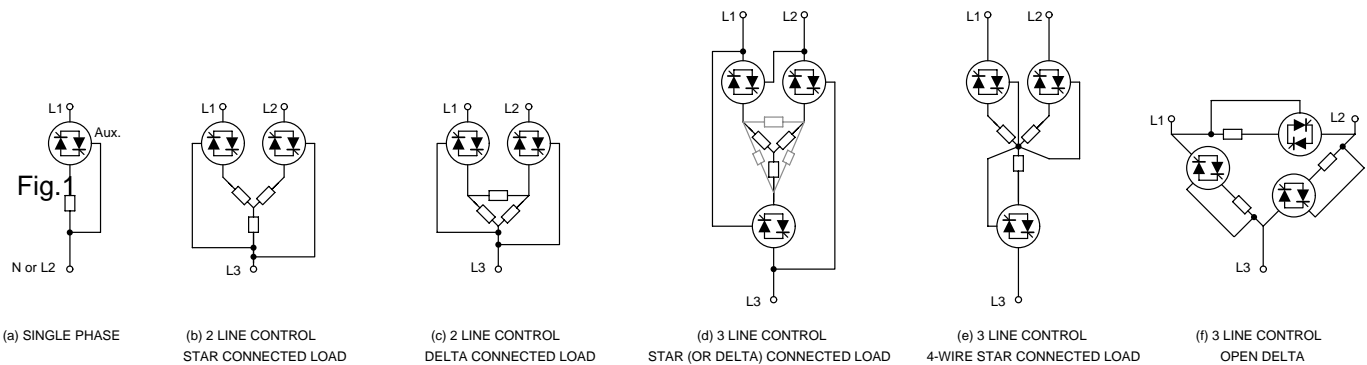 L1
Aux.
Fig.1
N or L2
(a) SINGLE PHASE
L1
L2
L3
(b) 2 LINE CONTROL
STAR CONNECTED LOAD
L1
L2
L3
(c) 2 LINE CONTROL
DELTA CONNECTED LOAD
L1
L2
L3
(d) 3 LINE CONTROL
STAR (OR DELTA) CONNECTED LOAD
L1
L2
L3
(e) 3 LINE CONTROL
4-WIRE STAR CONNECTED LOAD
L1
L2
L3
(f) 3 LINE CONTROL
OPEN DELTA